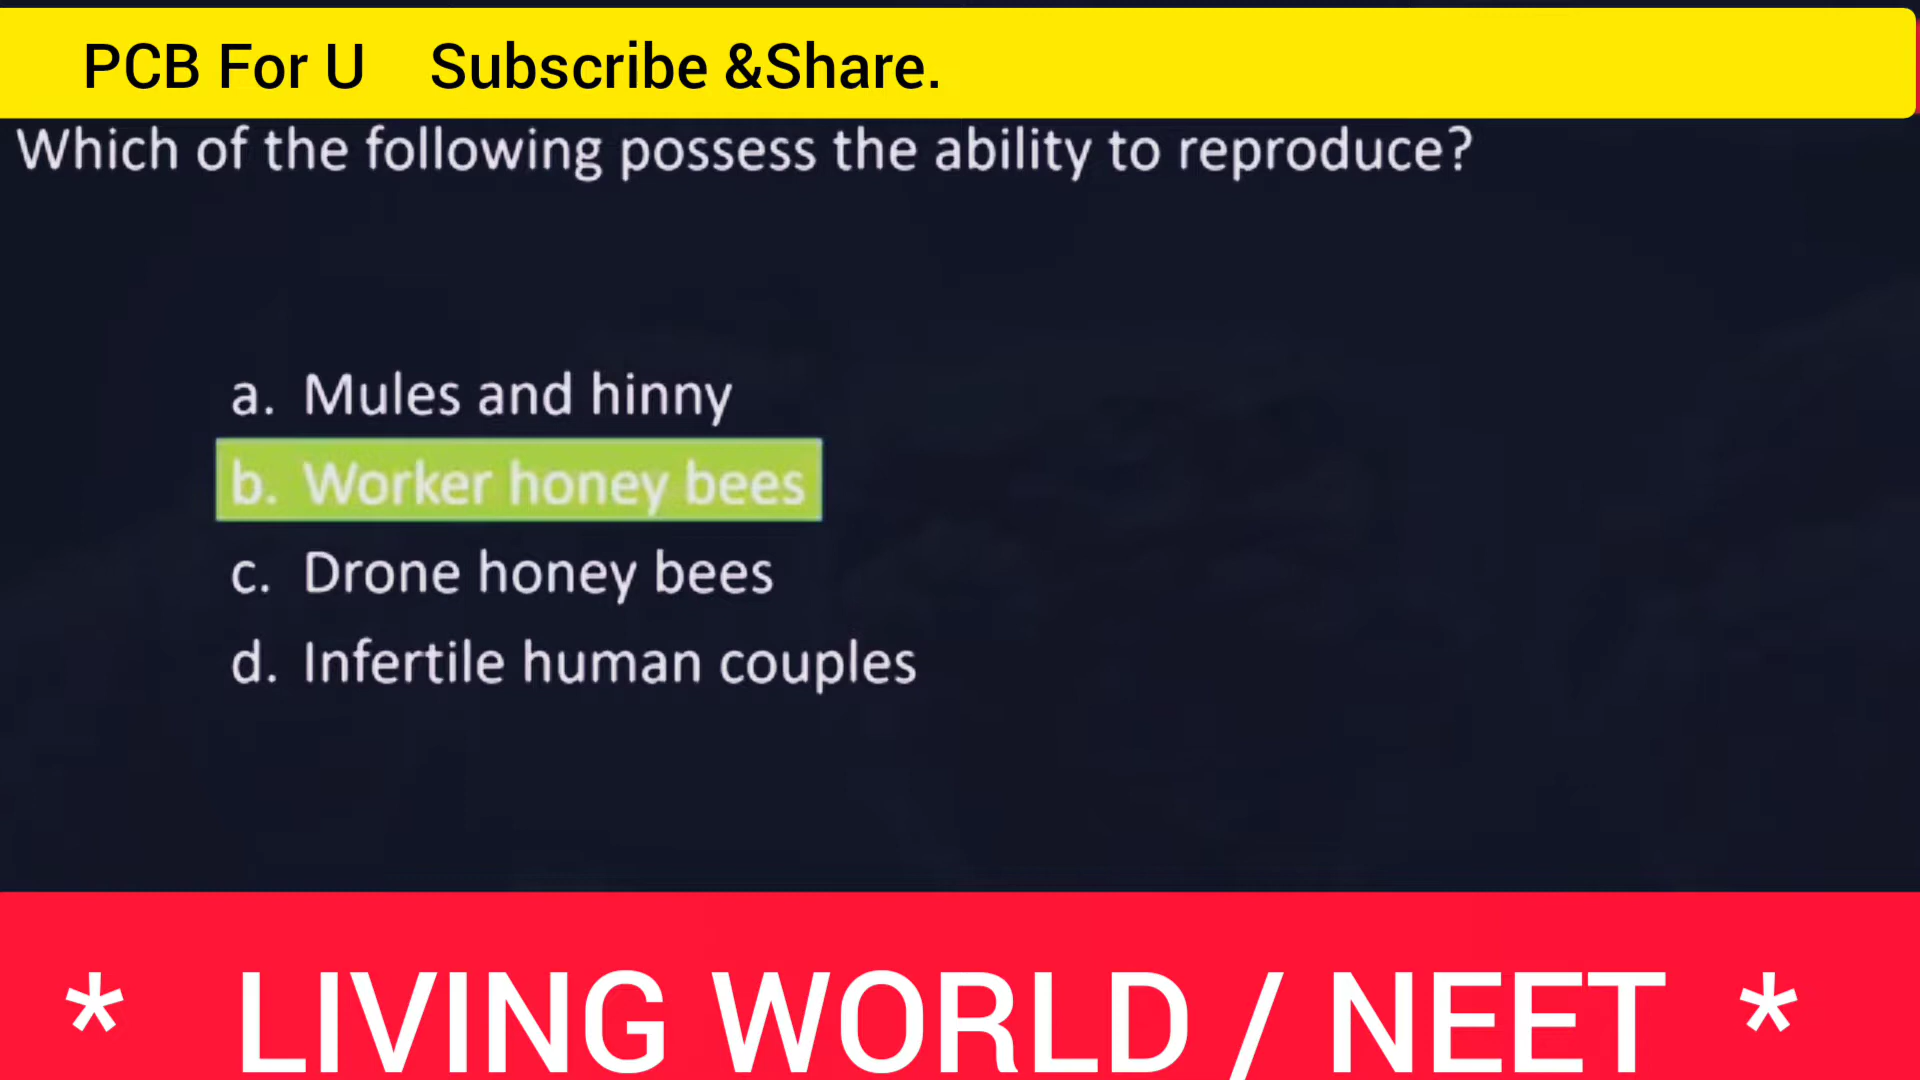 PCB For U Subscribe &Share.
Which of the following possess the ability to reproduce?
a. Mules and hinny
b. Worker honey bees
c. Drone honey bees
d. Infertile human couples
* LIVING WORLD / NEET *